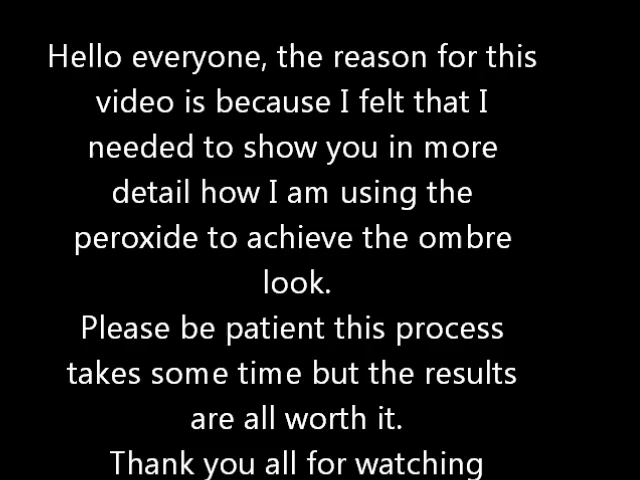 Hello everyone, the reason for this
video is because I felt that I
needed to show you in more
detail how I am using the
peroxide to achieve the ombre
look.
Please be patient this process
takes some time but the results
are all worth it.
Thank you all for watching